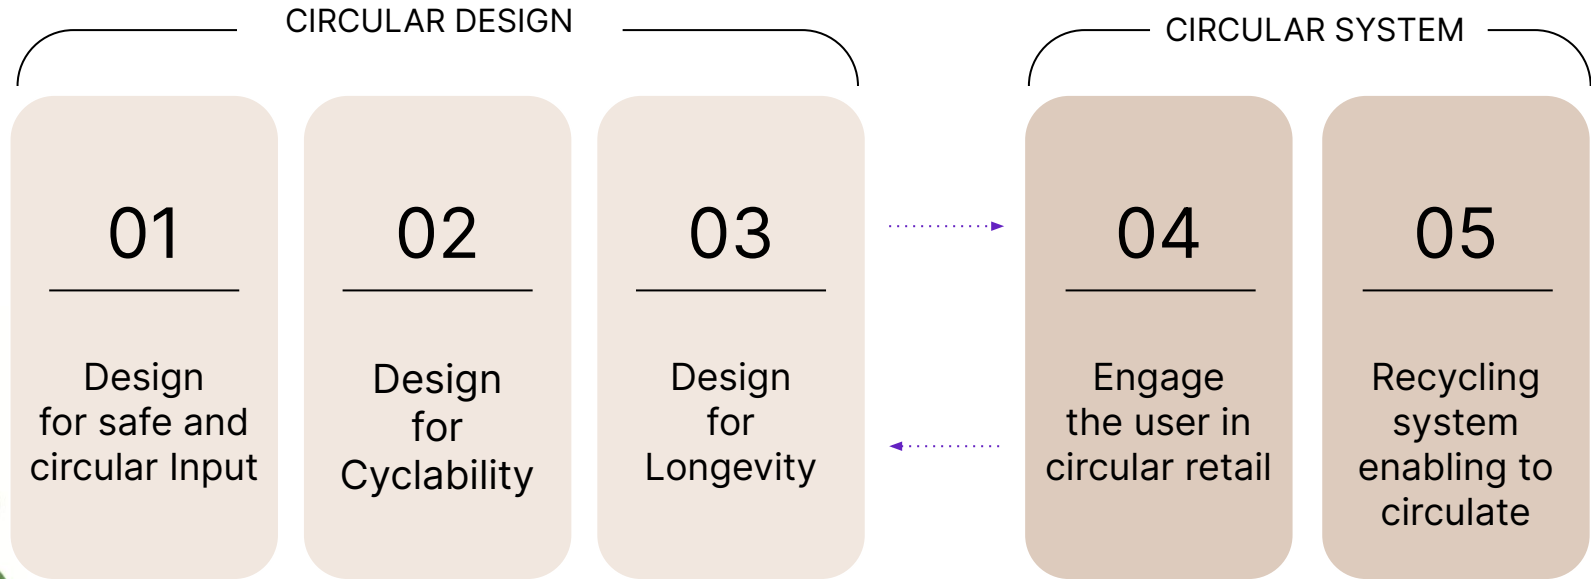 CIRCULAR DESIGN
CIRCULAR SYSTEM
01
Design
for safe and
circular Input
02
Design
for
Cyclability
03
Design
for
Longevity
04
Engage
the user in
circular retail
05
Recycling
system
enabling to
circulate